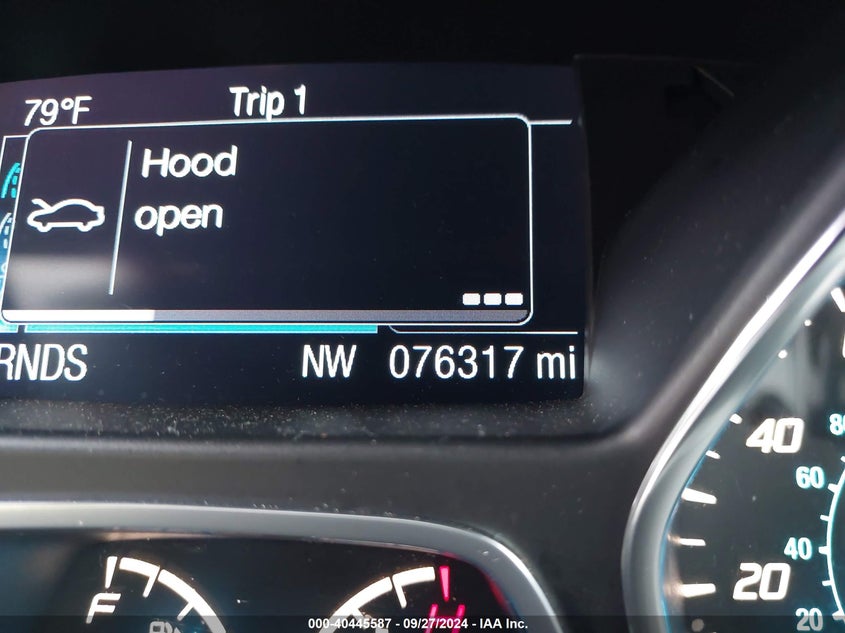 79°F Trip 1
Hood
open
RNDS NW 076317 mi
40 80
60
40
20 20
F H
000-40445587 - 09/27/2024 - IAA Inc.